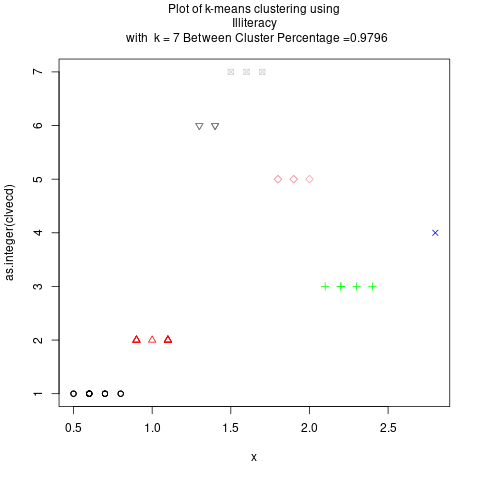 Plot of k-means clustering using
Illiteracy
with  k = 7 Between Cluster Percentage =0.9796
as.integer(clvecd)
7
6
5
4
3
2
1
0.5 1.0 1.5 2.0 2.5
x